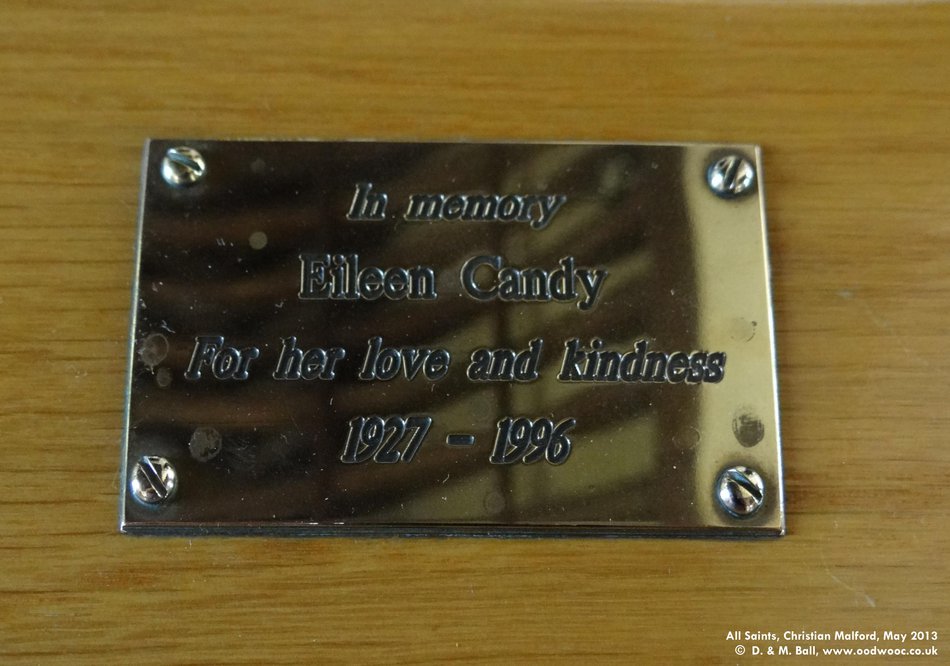 In memory
Eileen Candy
For her love and kindness
1927 - 1996
All Saints, Christian Malford, May 2013
© D. & M. Ball, www.oodwooc.co.uk